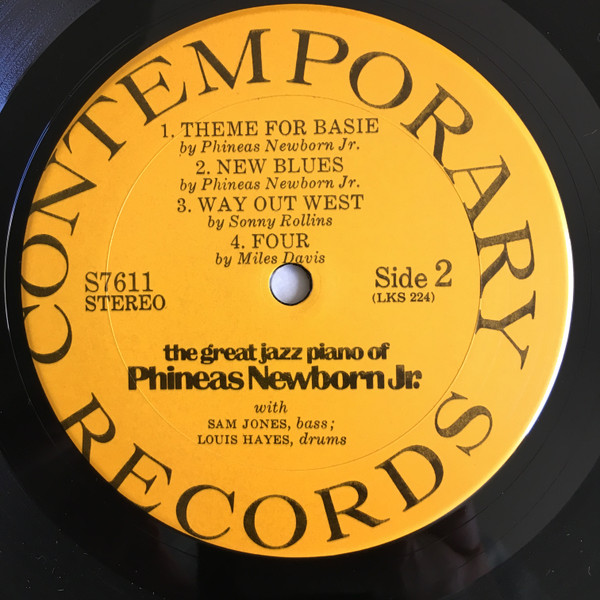 CONTEMPORARY RECORDS
1. THEME FOR BASIE
by Phineas Newborn Jr.
2. NEW BLUES
by Phineas Newborn Jr.
3. WAY OUT WEST
by Sonny Rollins
4. FOUR
by Miles Davis
S7611
STEREO
Side 2
(LKS 224)
the great jazz piano of
Phineas Newborn Jr.
with
SAM JONES, bass;
LOUIS HAYES, drums